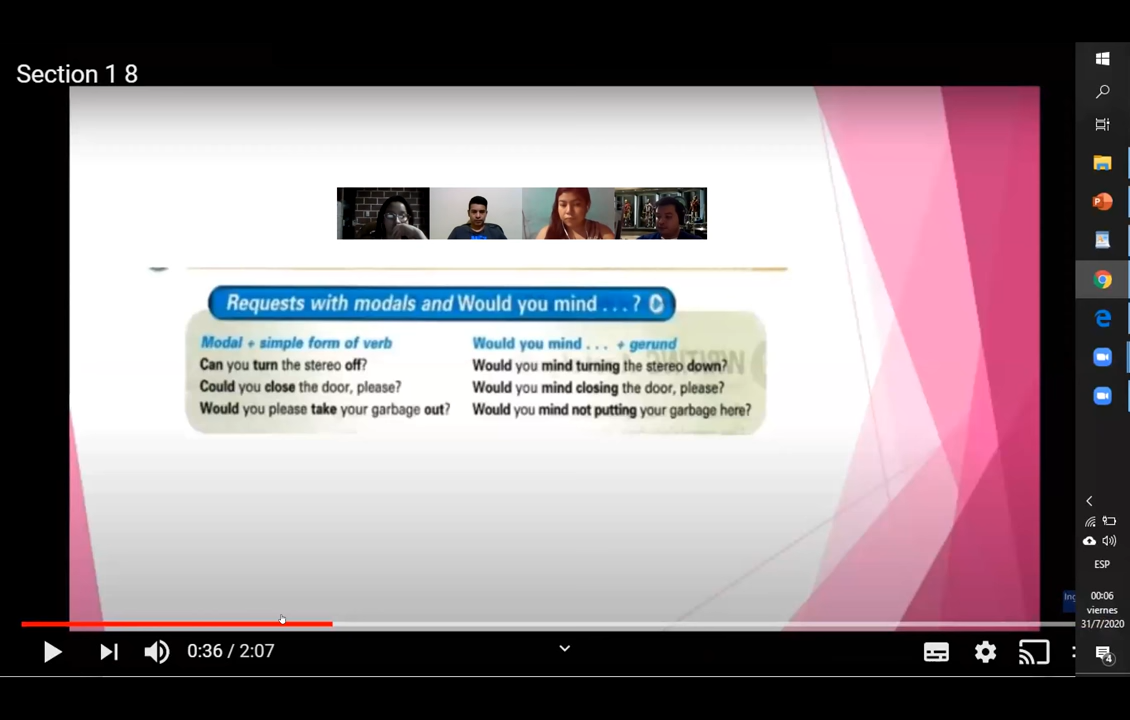 Section 1 8
Requests with modals and Would you mind . . . ?
Modal + simple form of verb
Can you turn the stereo off?
Could you close the door, please?
Would you please take your garbage out?
Would you mind . . . + gerund
Would you mind turning the stereo down?
Would you mind closing the door, please?
Would you mind not putting your garbage here?
WRITING
0:36 / 2:07
ESP
00:06
viernes
31/7/2020
4